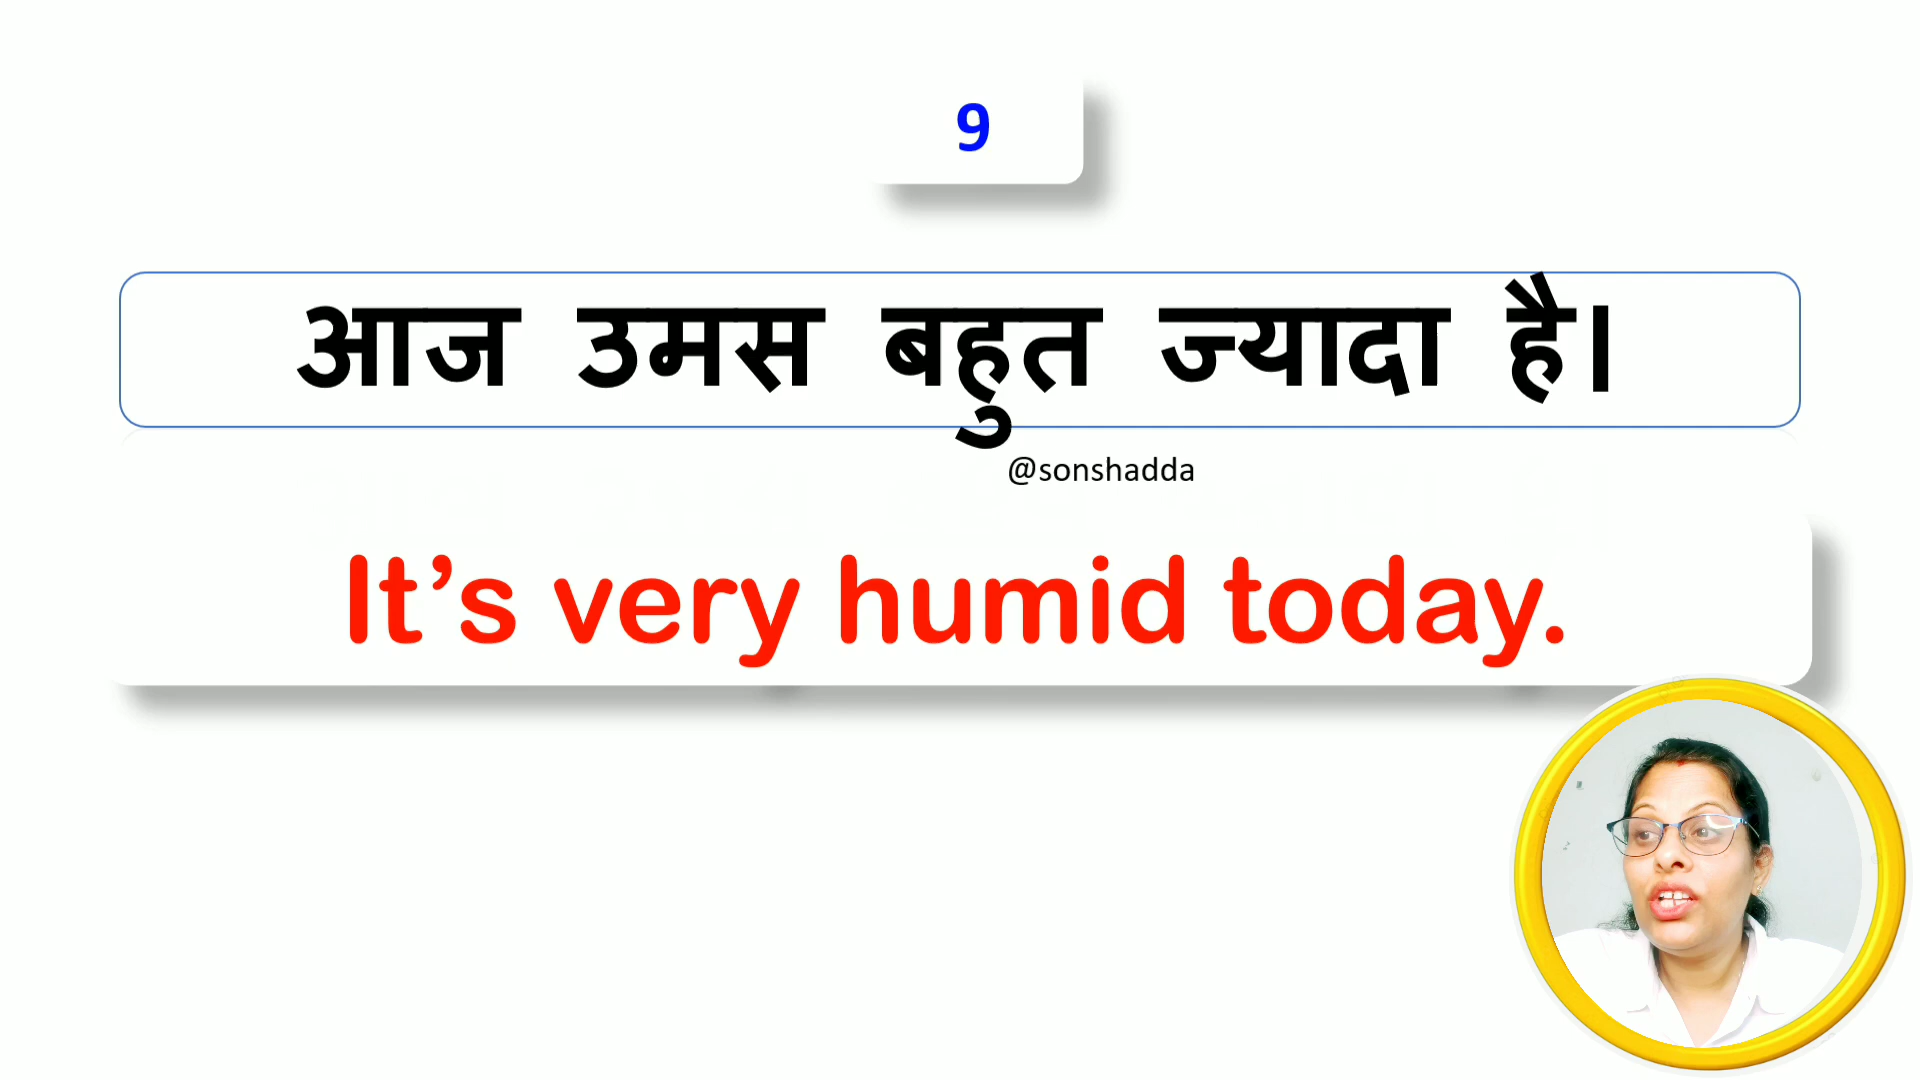 9
आज उमस बहुत ज्यादा है।
@sonshadda
It’s very humid today.